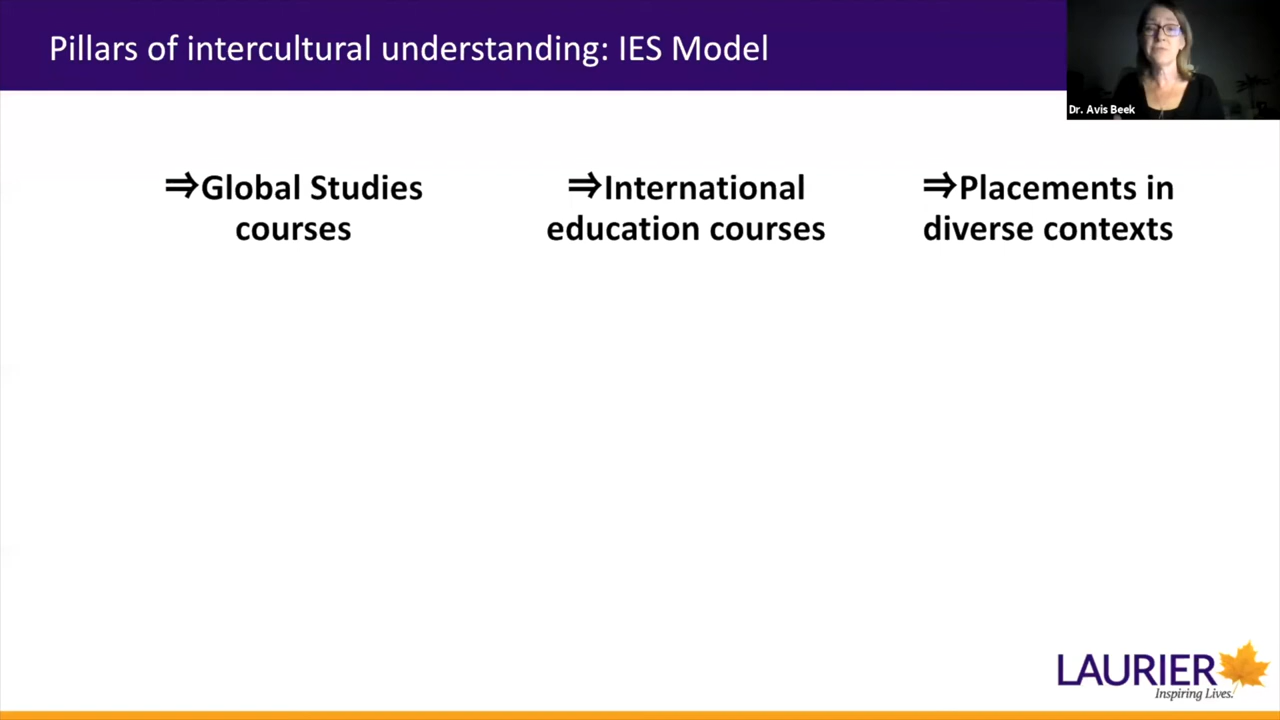 Pillars of intercultural understanding: IES Model
Dr. Avis Beek
⇒Global Studies
courses
⇒International
education courses
⇒Placements in
diverse contexts
LAURIER
Inspiring Lives.